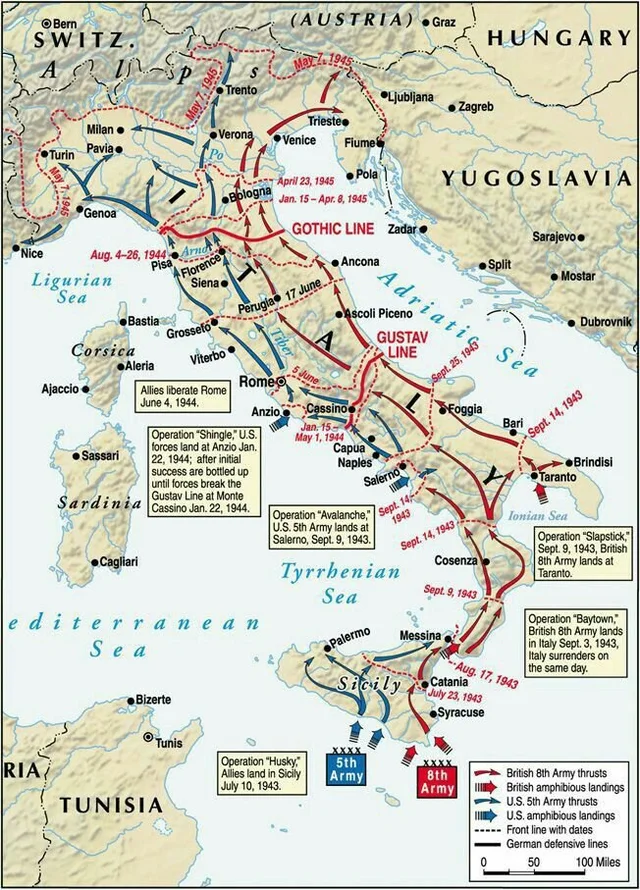 Bern
SWITZ.
(AUSTRIA)
Graz
HUNGARY
Alps
May 7, 1945
May 7, 1945
Trento
Ljubljana
Zagreb
Milan
Verona
Trieste
Pavia
Venice
Fiume
Turin
Po
May 7, 1945
Pola
YUGOSLAVIA
April 23, 1945
Bologna
Jan. 15 – Apr. 8, 1945
Genoa
GOTHIC LINE
Zadar
Sarajevo
Nice
Aug. 4–26, 1944
Arno
Pisa
Florence
Ancona
Split
Mostar
Ligurian
Sea
Siena
Perugia
17 June
Adriatic Sea
ITALY
Bastia
Grosseto
Ascoli Piceno
Dubrovnik
Corsica
Viterbo
Tiber
GUSTAV
LINE
Aleria
Sept. 25, 1943
Ajaccio
Rome
5 June
Allies liberate Rome
June 4, 1944.
Anzio
Cassino
Foggia
Sept. 14, 1943
Jan. 15 –
May 1, 1944
Bari
Operation “Shingle,” U.S.
forces land at Anzio Jan.
22, 1944; after initial
success are bottled up
until forces break the
Gustav Line at Monte
Cassino Jan. 22, 1944.
Capua
Naples
Brindisi
Sassari
Salerno
Taranto
Sardinia
Sept. 14,
1943
Ionian Sea
Operation “Avalanche,”
U.S. 5th Army lands at
Salerno, Sept. 9, 1943.
Sept. 14, 1943
Operation “Slapstick,”
Sept. 9, 1943, British
8th Army lands at
Taranto.
Cagliari
Cosenza
Tyrrhenian
Sea
Sept. 9, 1943
editerranean
Sea
Operation “Baytown,”
British 8th Army lands
in Italy Sept. 3, 1943,
Italy surrenders on
the same day.
Palermo
Messina
Aug. 17, 1943
Sicily
Catania
July 23, 1943
Bizerte
Syracuse
Tunis
Operation “Husky,”
Allies land in Sicily
July 10, 1943.
XXXX
5th
Army
XXXX
8th
Army
RIA
TUNISIA
British 8th Army thrusts
British amphibious landings
U.S. 5th Army thrusts
U.S. amphibious landings
Front line with dates
German defensive lines
0 50 100 Miles